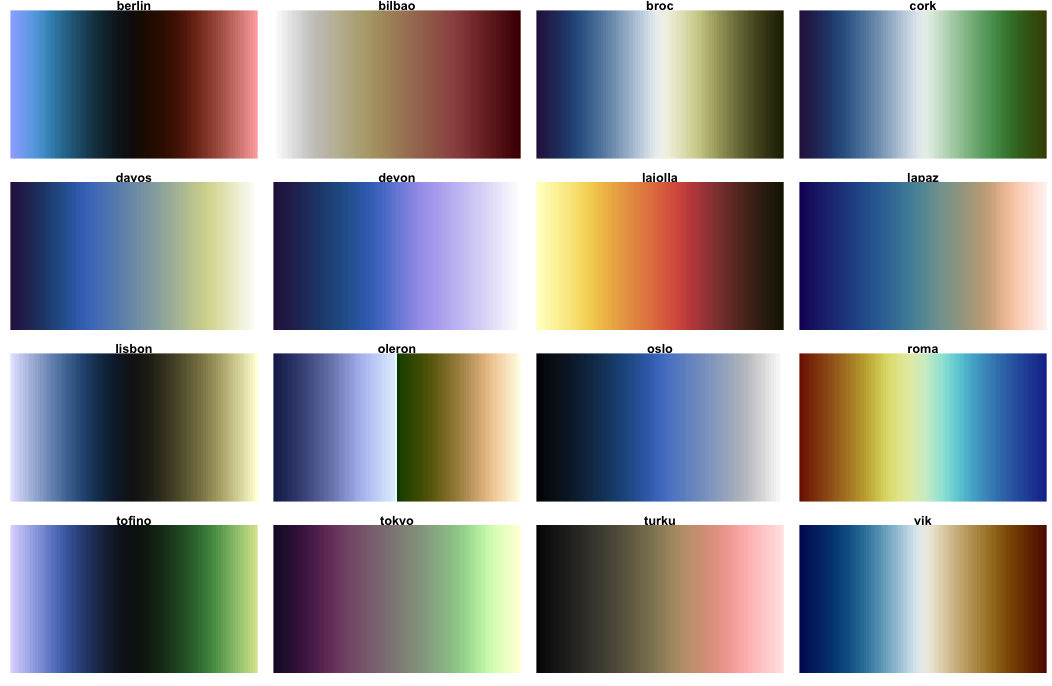 berlin bilbao broc cork
davos devon lajolla lapaz
lisbon oleron oslo roma
tofino tokyo turku vik